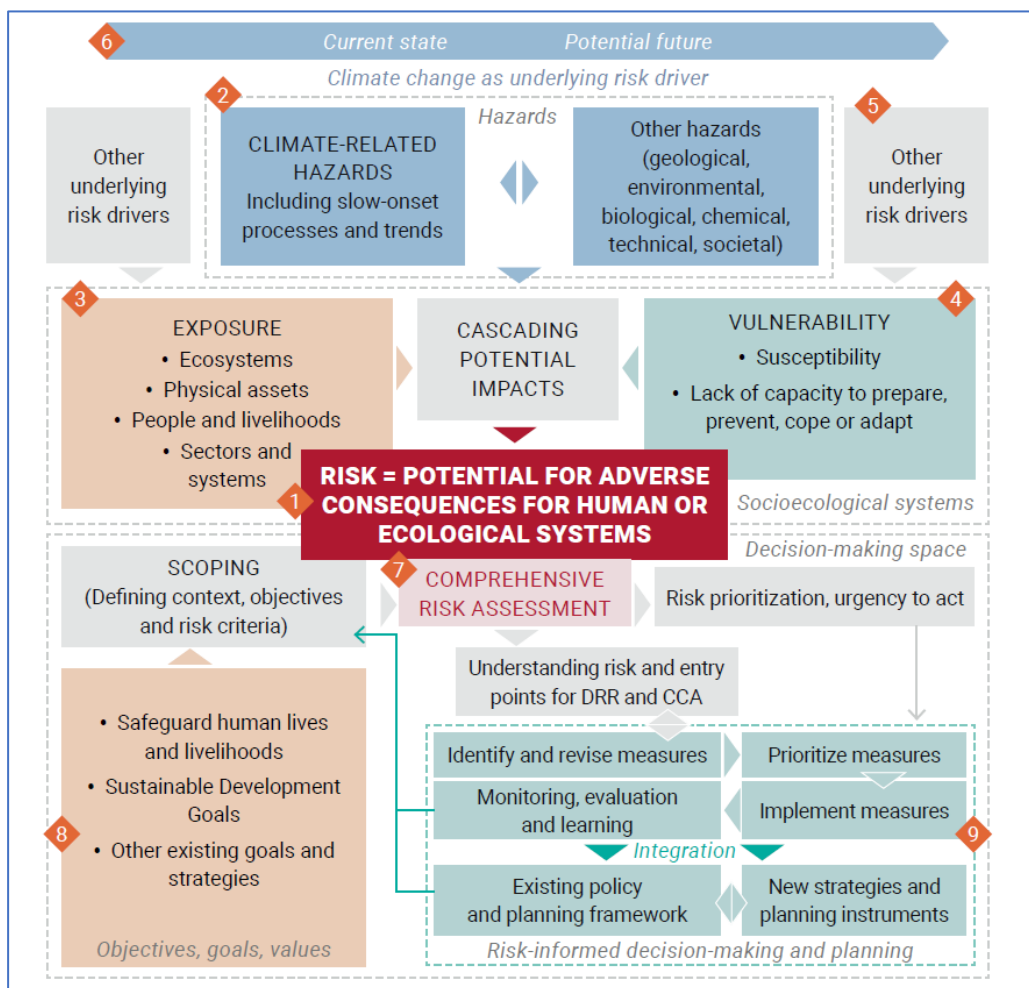 6
Current state
Potential future
Climate change as underlying risk driver
2
Hazards
5
Other
underlying
risk drivers
CLIMATE-RELATED
HAZARDS
Including slow-onset
processes and trends
Other hazards
(geological,
environmental,
biological, chemical,
technical, societal)
Other
underlying
risk drivers
3
EXPOSURE
• Ecosystems
• Physical assets
• People and livelihoods
• Sectors and
systems
CASCADING
POTENTIAL
IMPACTS
4
VULNERABILITY
• Susceptibility
• Lack of capacity to prepare,
prevent, cope or adapt
Socioecological systems
1
RISK = POTENTIAL FOR ADVERSE
CONSEQUENCES FOR HUMAN OR
ECOLOGICAL SYSTEMS
Decision-making space
SCOPING
(Defining context, objectives
and risk criteria)
7
COMPREHENSIVE
RISK ASSESSMENT
Risk prioritization, urgency to act
Understanding risk and entry
points for DRR and CCA
8
• Safeguard human lives
and livelihoods
• Sustainable Development
Goals
• Other existing goals and
strategies
Objectives, goals, values
Identify and revise measures
Prioritize measures
Monitoring, evaluation
and learning
Implement measures
9
Integration
Existing policy
and planning framework
New strategies and
planning instruments
Risk-informed decision-making and planning